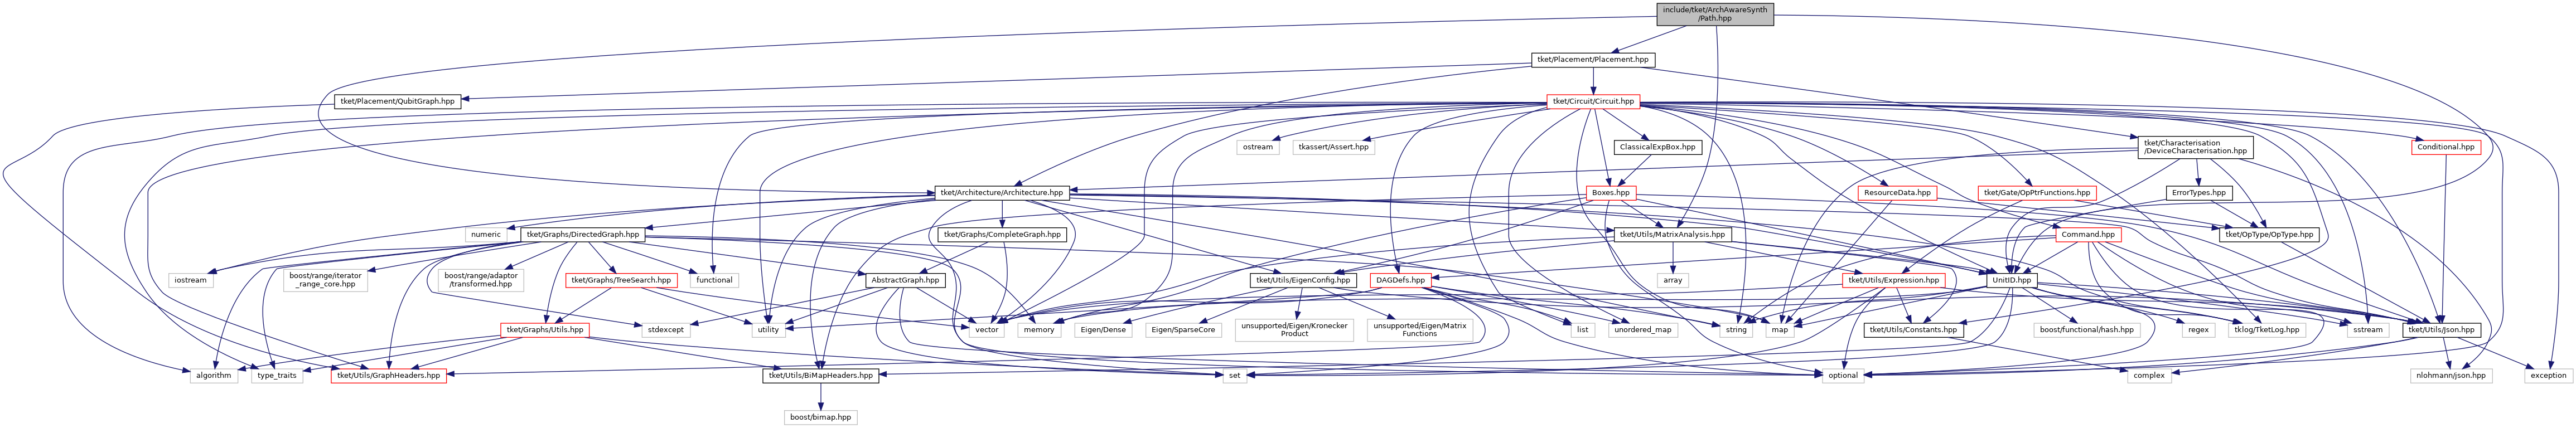 include/tket/ArchAwareSynth
/Path.hpp
tket/Placement/Placement.hpp
tket/Placement/QubitGraph.hpp
tket/Circuit/Circuit.hpp
ostream
tkassert/Assert.hpp
ClassicalExpBox.hpp
tket/Characterisation
/DeviceCharacterisation.hpp
Conditional.hpp
tket/Architecture/Architecture.hpp
Boxes.hpp
ResourceData.hpp
tket/Gate/OpPtrFunctions.hpp
ErrorTypes.hpp
numeric
tket/Graphs/DirectedGraph.hpp
tket/Graphs/CompleteGraph.hpp
tket/Utils/MatrixAnalysis.hpp
Command.hpp
tket/OpType/OpType.hpp
iostream
boost/range/iterator
_range_core.hpp
boost/range/adaptor
/transformed.hpp
tket/Graphs/TreeSearch.hpp
functional
AbstractGraph.hpp
tket/Utils/EigenConfig.hpp
DAGDefs.hpp
array
tket/Utils/Expression.hpp
UnitID.hpp
tket/Graphs/Utils.hpp
stdexcept
utility
vector
memory
Eigen/Dense
Eigen/SparseCore
unsupported/Eigen/Kronecker
Product
unsupported/Eigen/Matrix
Functions
list
unordered_map
string
map
tket/Utils/Constants.hpp
boost/functional/hash.hpp
regex
tklog/TketLog.hpp
sstream
tket/Utils/Json.hpp
algorithm
type_traits
tket/Utils/GraphHeaders.hpp
tket/Utils/BiMapHeaders.hpp
set
optional
complex
nlohmann/json.hpp
exception
boost/bimap.hpp